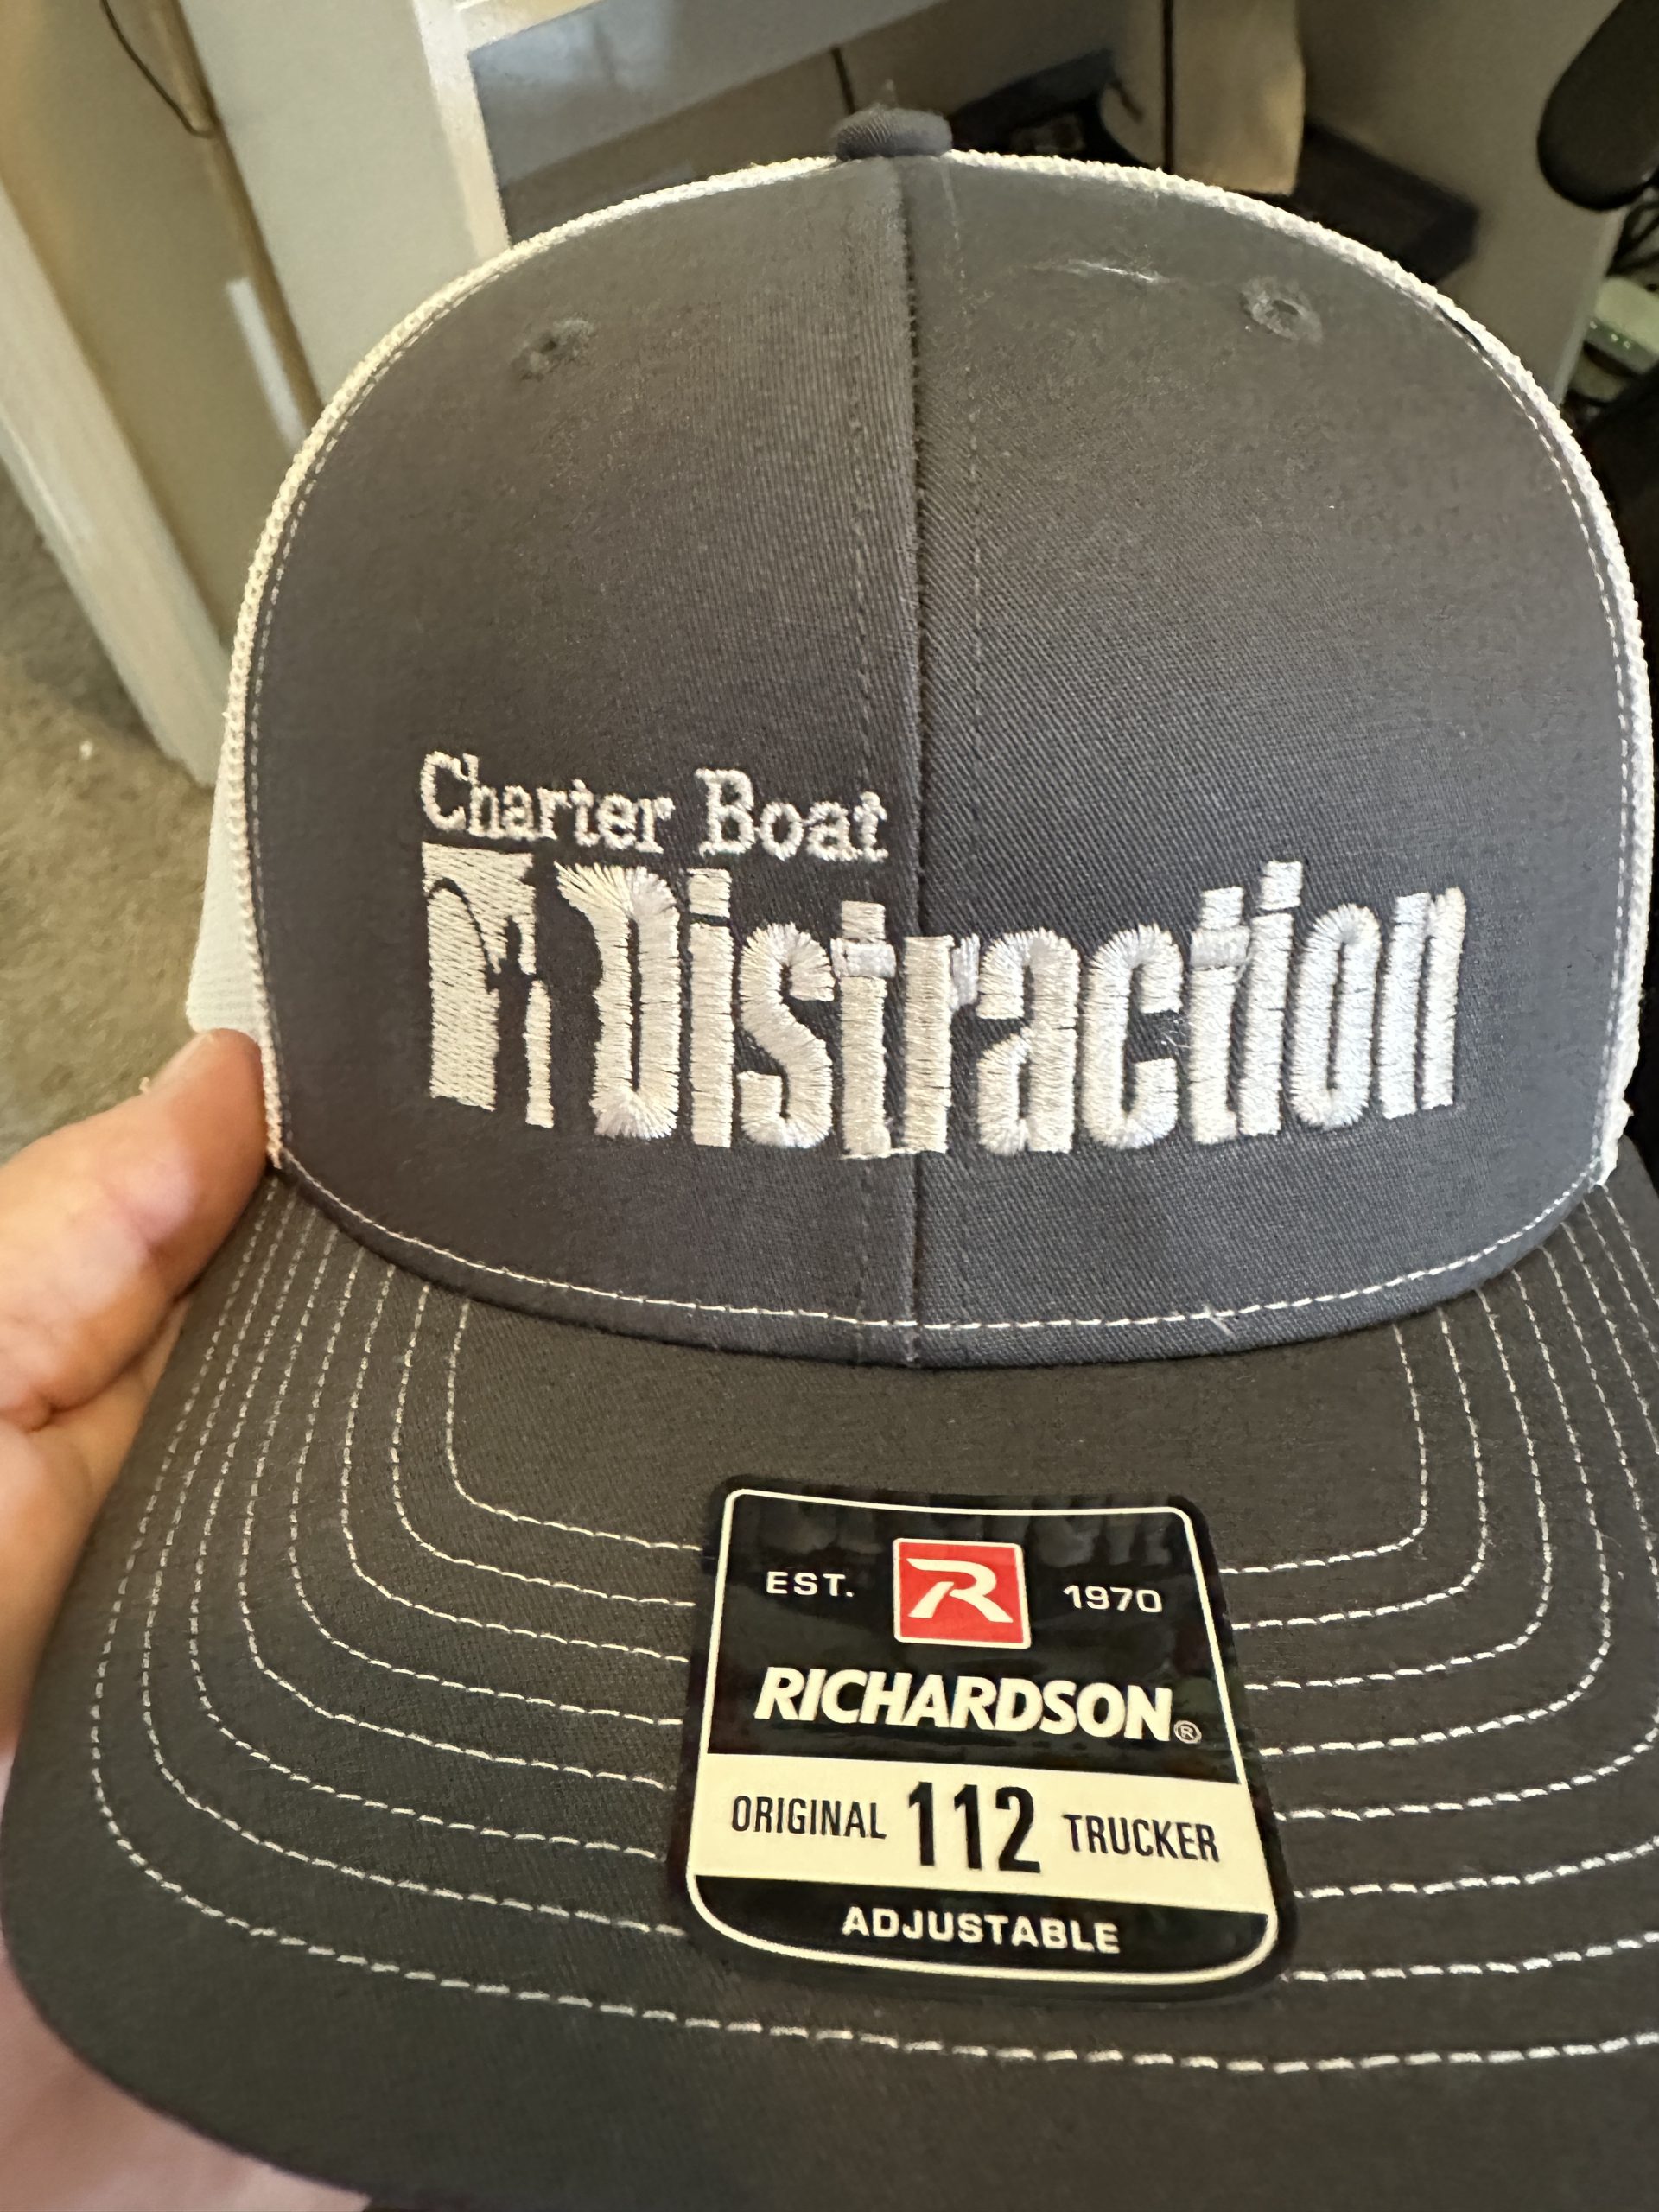 Charter Boat
Distraction
EST. R 1970
RICHARDSON®
ORIGINAL 112 TRUCKER
ADJUSTABLE